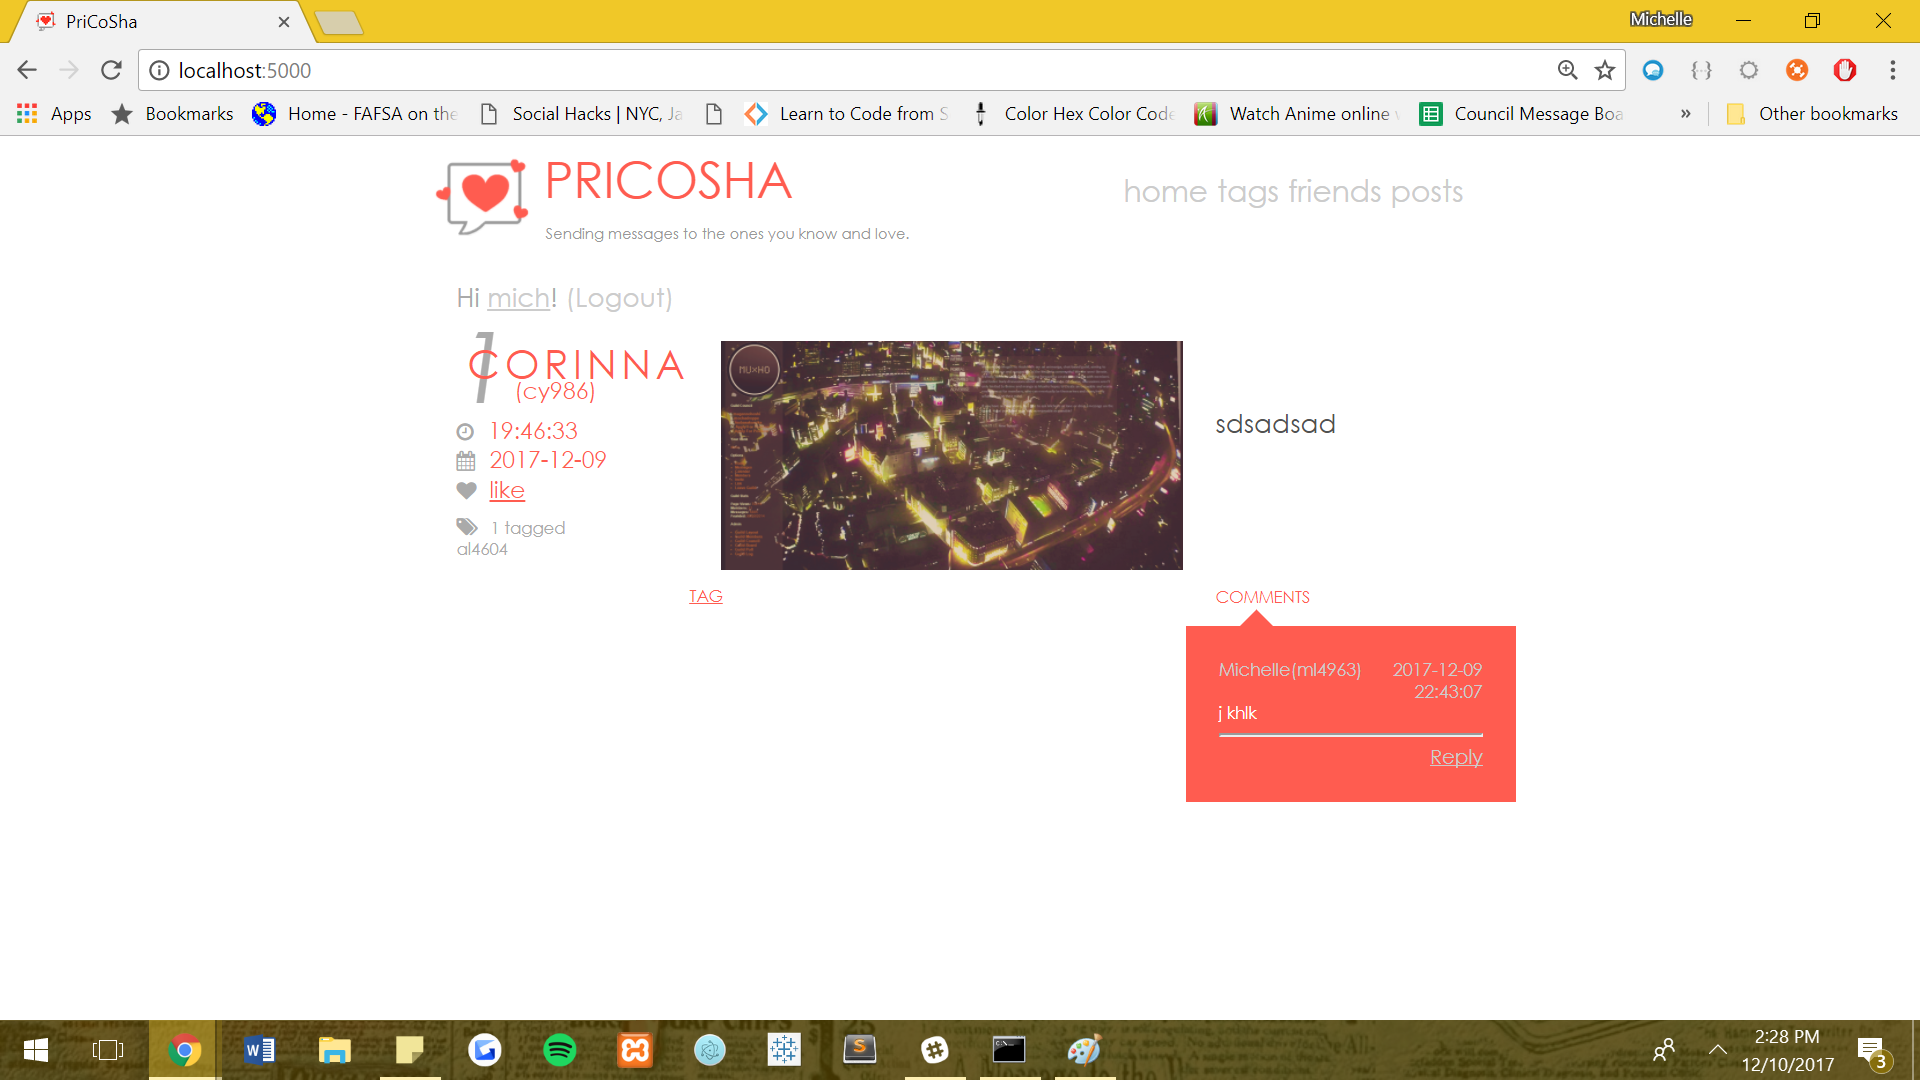 PriCoSha
Michelle
localhost:5000
Apps
Bookmarks
Home - FAFSA on the
Social Hacks | NYC, Ja
Learn to Code from S
Color Hex Color Code
Watch Anime online
Council Message Boa
»
Other bookmarks
PRICOSHA
home tags friends posts
Sending messages to the ones you know and love.
Hi mich! (Logout)
1
CORINNA
(cy986)
MUXHO
19:46:33
2017-12-09
like
1 tagged
al4604
sdsadsad
TAG
COMMENTS
Michelle(ml4963) 2017-12-09
22:43:07
j khlk
Reply
2:28 PM
12/10/2017
3